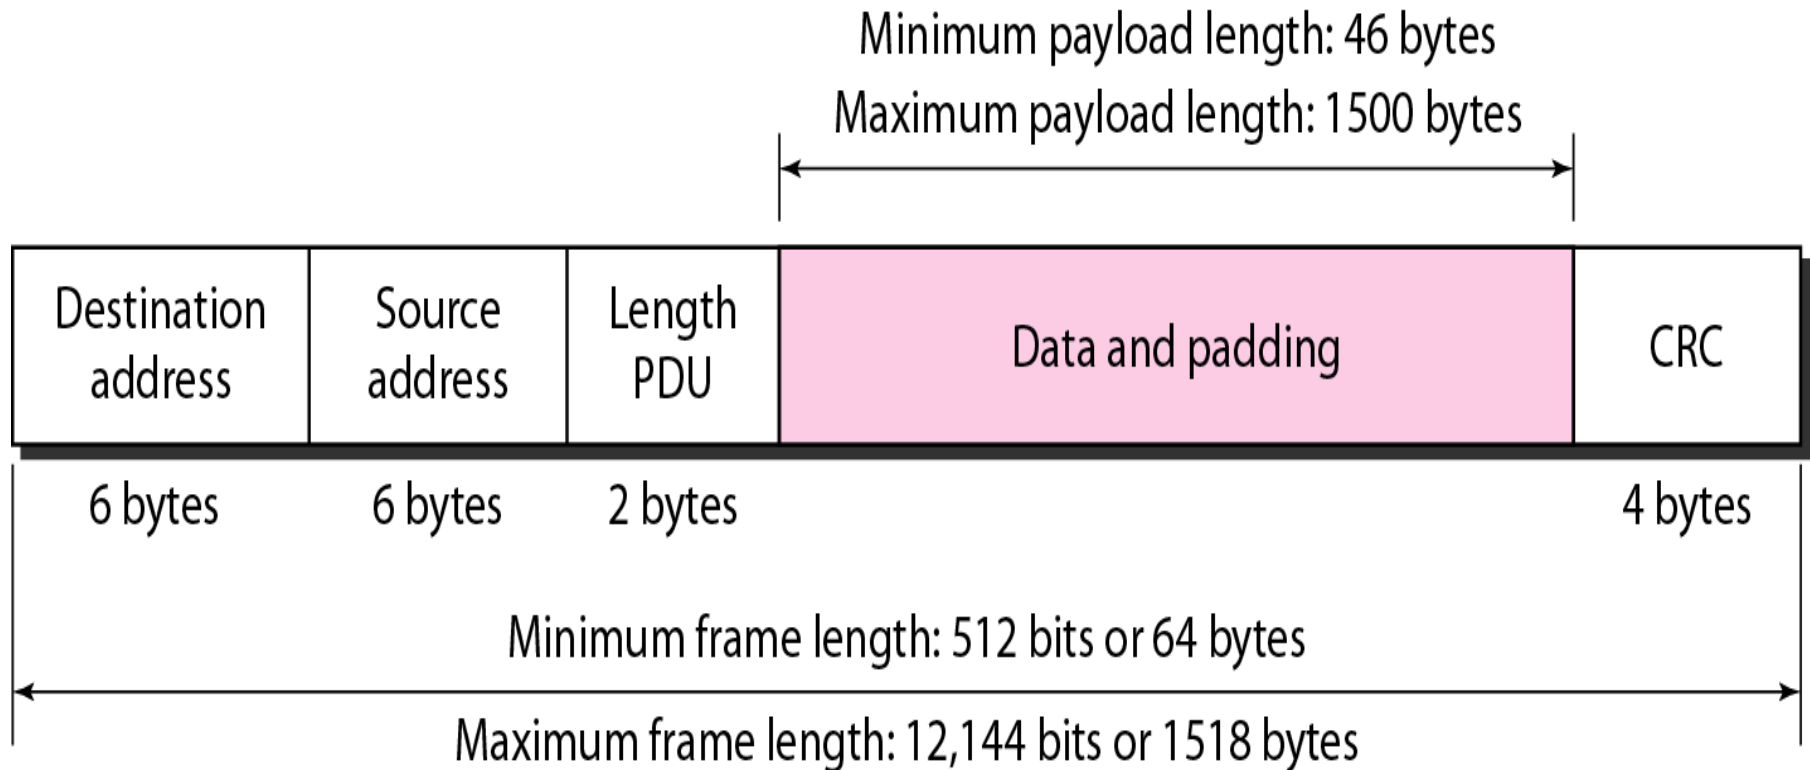 Minimum payload length: 46 bytes
Maximum payload length: 1500 bytes
Destination
address
Source
address
Length
PDU
Data and padding
CRC
6 bytes
6 bytes
2 bytes
4 bytes
Minimum frame length: 512 bits or 64 bytes
Maximum frame length: 12,144 bits or 1518 bytes